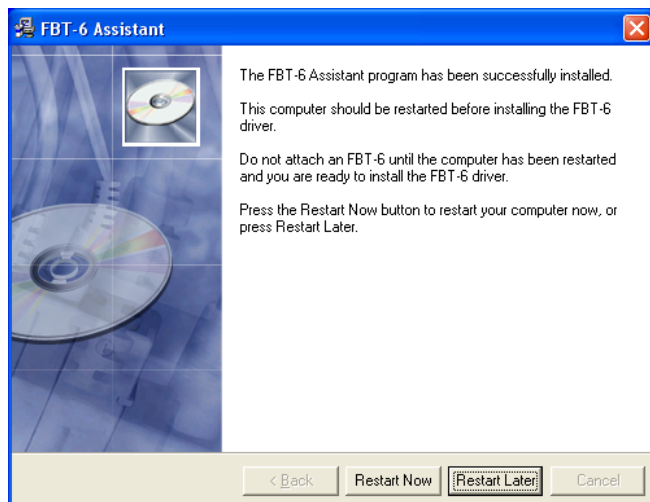 FBT-6 Assistant
The FBT-6 Assistant program has been successfully installed.
This computer should be restarted before installing the FBT-6
driver.
Do not attach an FBT-6 until the computer has been restarted
and you are ready to install the FBT-6 driver.
Press the Restart Now button to restart your computer now, or
press Restart Later.
< Back
Restart Now
Restart Later
Cancel